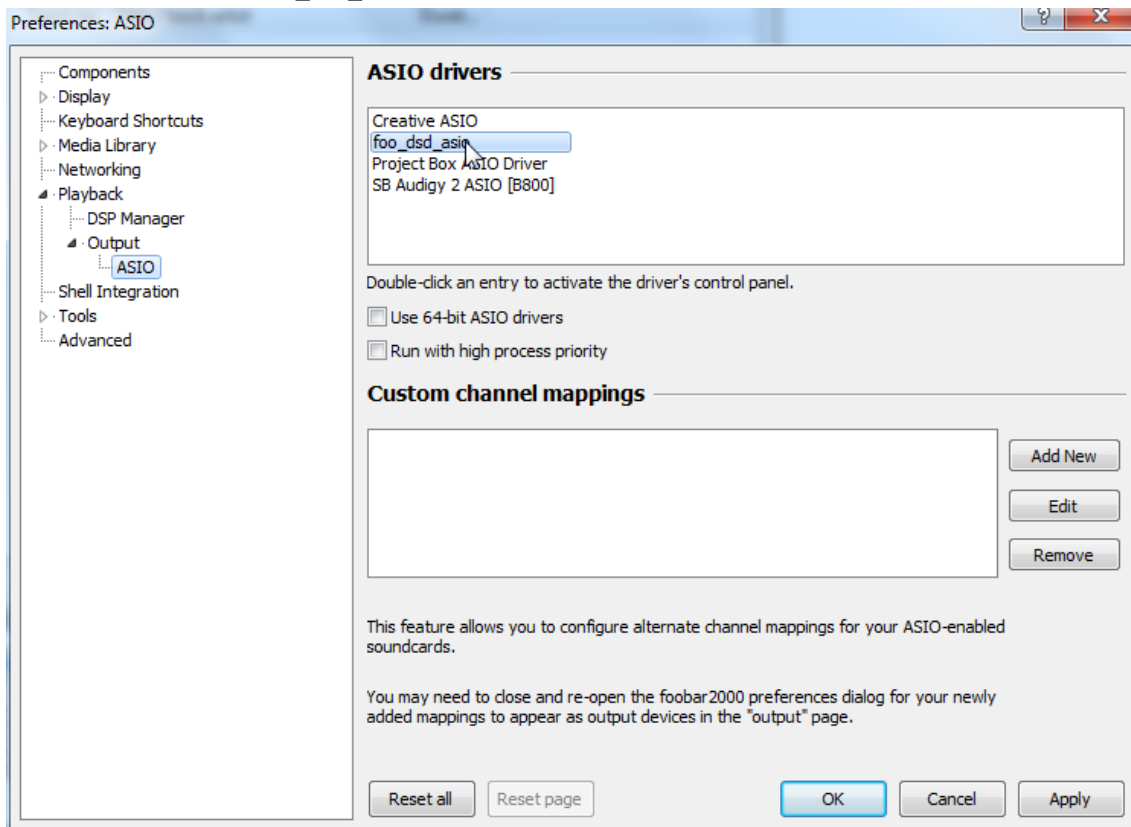 Preferences: ASIO
Components
Display
Keyboard Shortcuts
Media Library
Networking
Playback
DSP Manager
Output
ASIO
Shell Integration
Tools
Advanced
ASIO drivers
Creative ASIO
foo_dsd_asio
Project Box ASIO Driver
SB Audigy 2 ASIO [B800]
Double-click an entry to activate the driver's control panel.
Use 64-bit ASIO drivers
Run with high process priority
Custom channel mappings
Add New
Edit
Remove
This feature allows you to configure alternate channel mappings for your ASIO-enabled
soundcards.
You may need to close and re-open the foobar2000 preferences dialog for your newly
added mappings to appear as output devices in the "output" page.
Reset all
Reset page
OK
Cancel
Apply